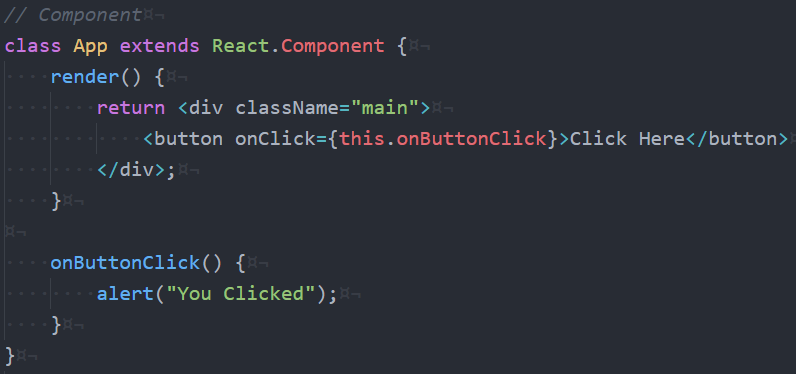 // Component
class App extends React.Component {
    render() {
        return <div className="main">
            <button onClick={this.onButtonClick}>Click Here</button>
        </div>;
    }

    onButtonClick() {
        alert("You Clicked");
    }
}